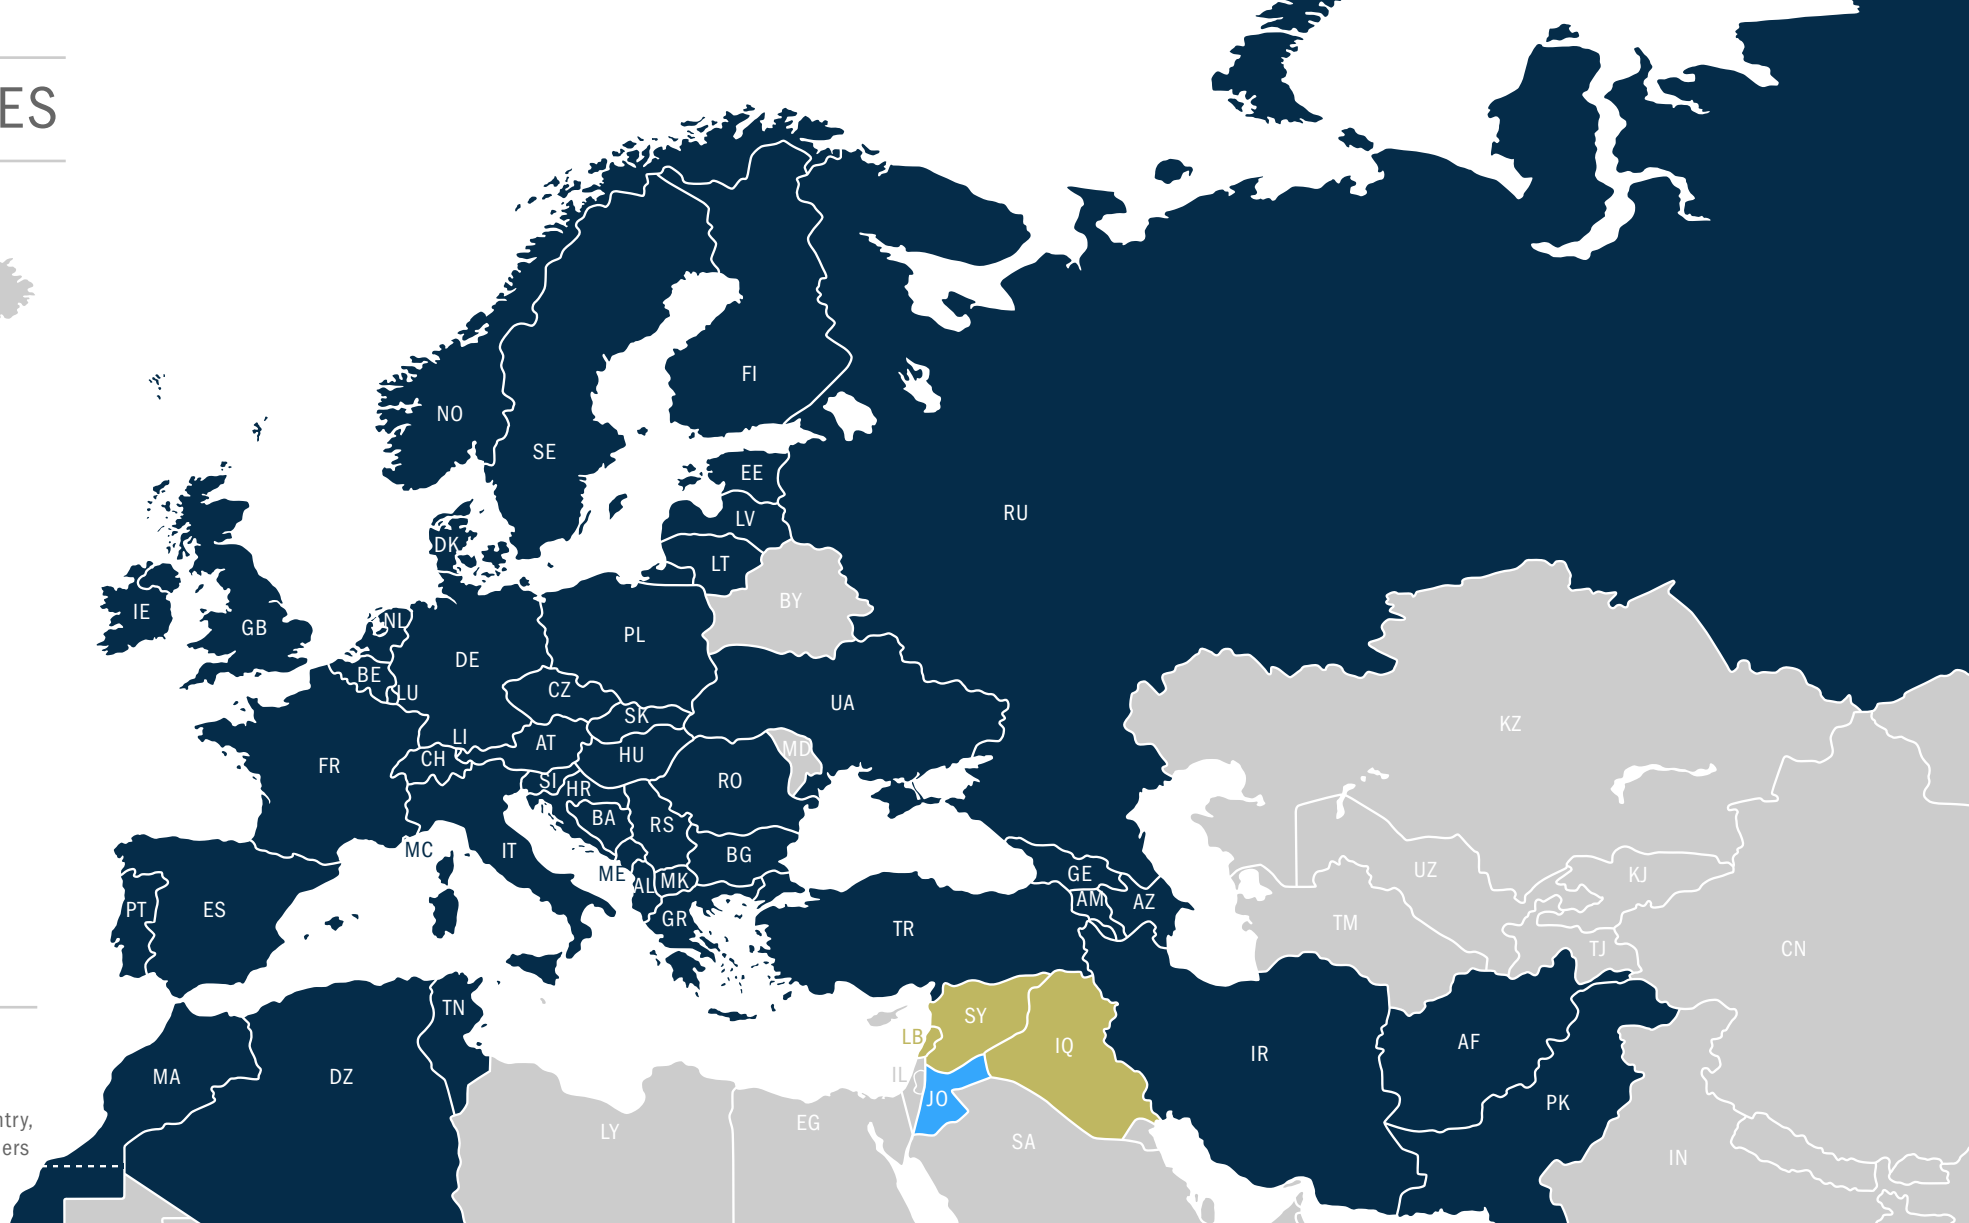 ES
FI
NO
SE
EE
RU
LV
DK
LT
BY
IE
NL
GB
PL
DE
BE
CZ
LU
UA
SK
KZ
LI
AT
MD
HU
CH
FR
SI
RO
HR
BA
RS
MC
IT
BG
UZ
ME
GE
KJ
MK
AL
AM
AZ
PT
ES
GR
TM
TR
TJ
CN
TN
SY
LB
AF
IQ
IR
MA
DZ
IL
JO
PK
ntry,
EG
LY
SA
ers
IN